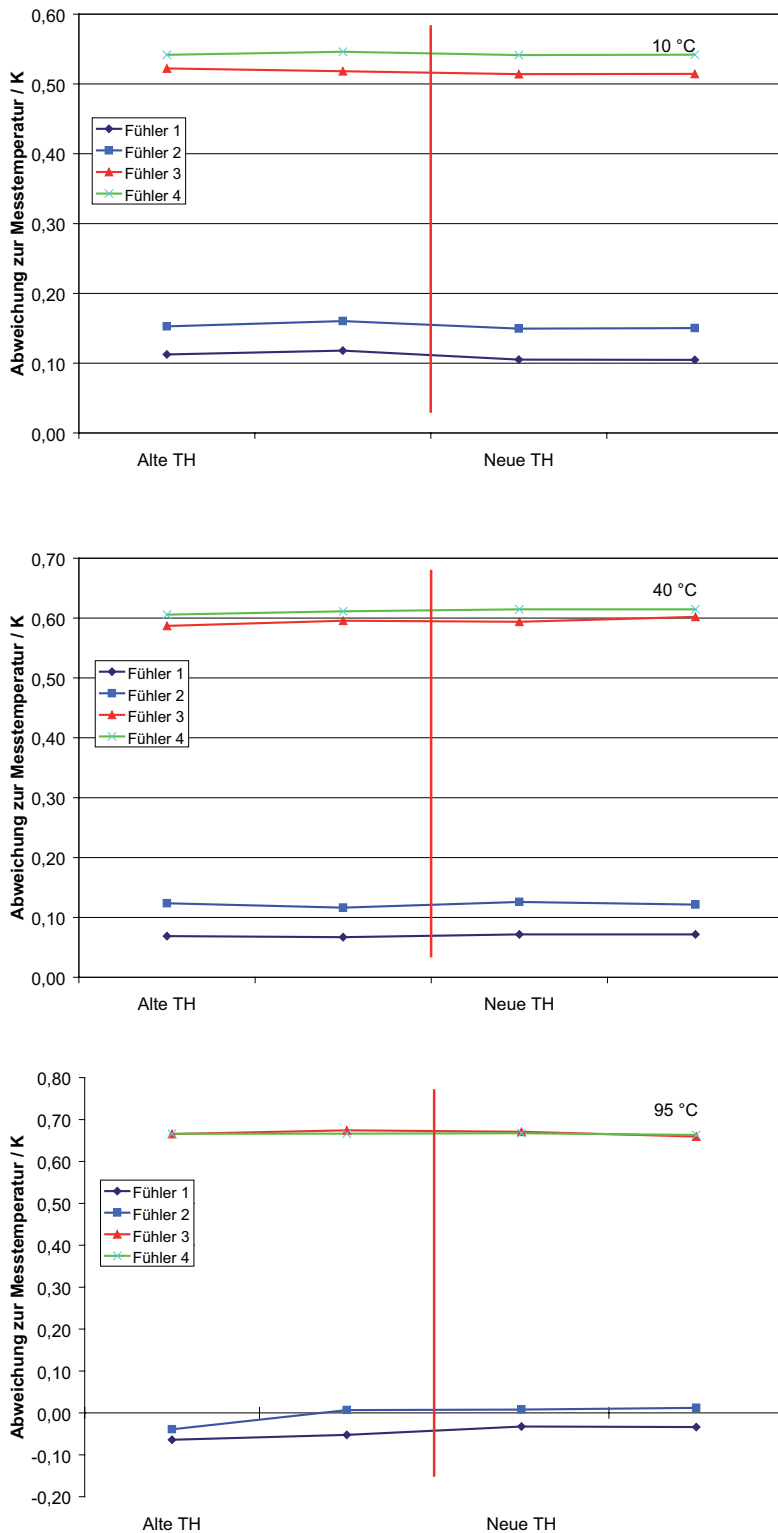 Abweichung zur Messtemperatur / K
0,60
0,50
0,40
0,30
0,20
0,10
0,00
10 °C
Fühler 1
Fühler 2
Fühler 3
Fühler 4
Alte TH
Neue TH
Abweichung zur Messtemperatur / K
0,70
0,60
0,50
0,40
0,30
0,20
0,10
0,00
40 °C
Fühler 1
Fühler 2
Fühler 3
Fühler 4
Alte TH
Neue TH
Abweichung zur Messtemperatur / K
0,80
0,70
0,60
0,50
0,40
0,30
0,20
0,10
0,00
-0,10
-0,20
95 °C
Fühler 1
Fühler 2
Fühler 3
Fühler 4
Alte TH
Neue TH